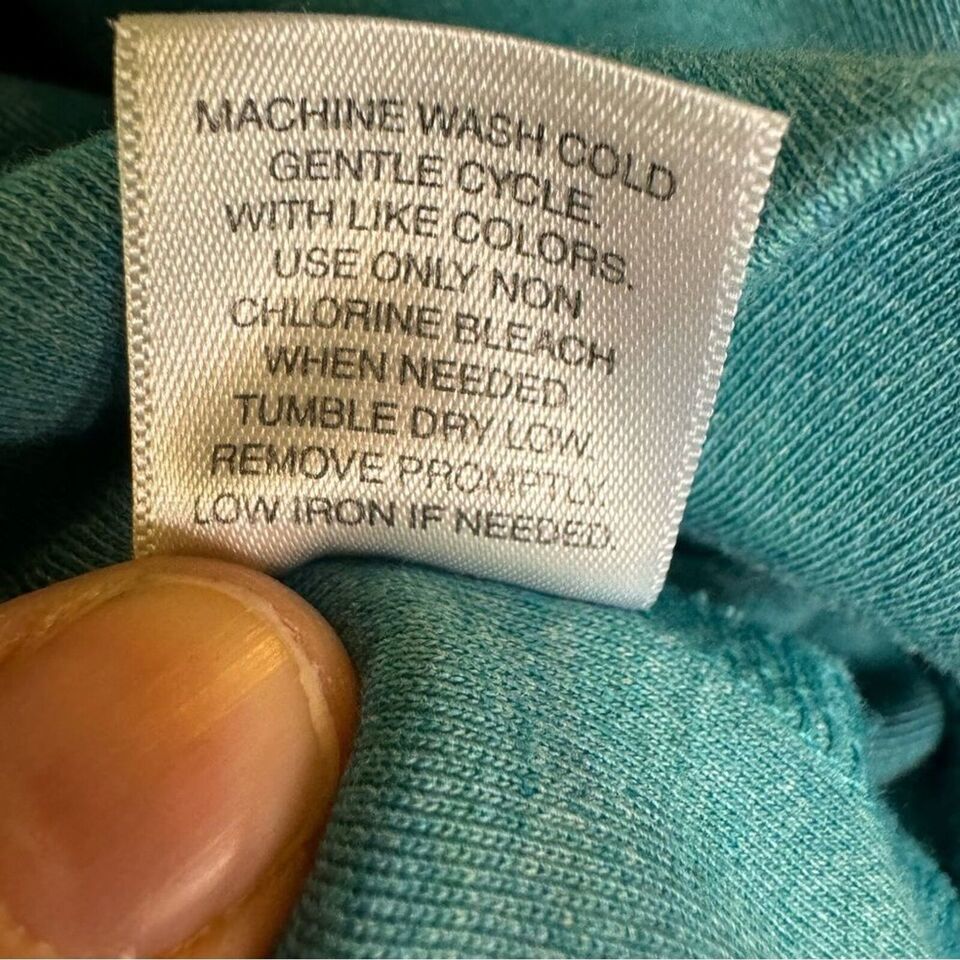 MACHINE WASH COLD
GENTLE CYCLE.
WITH LIKE COLORS.
USE ONLY NON
CHLORINE BLEACH
WHEN NEEDED.
TUMBLE DRY LOW.
REMOVE PROMPTLY.
LOW IRON IF NEEDED.